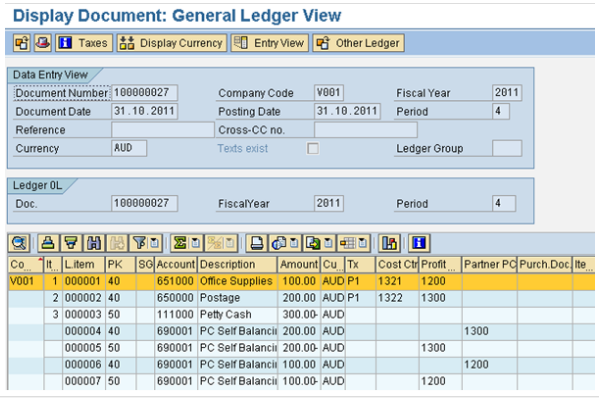 Display Document: General Ledger View
Taxes Display Currency Entry View Other Ledger
Data Entry View
Document Number 100000027 Company Code V001 Fiscal Year 2011
Document Date 31.10.2011 Posting Date 31.10.2011 Period 4
Reference Cross-CC no.
Currency AUD Texts exist Ledger Group
Ledger 0L
Doc. 100000027 FiscalYear 2011 Period 4
Co... It... L.item PK SG Account Description Amount Cu... Tx Cost Ctr Profit ... Partner PC Purch.Doc. Ite
V001 1 000001 40 651000 Office Supplies 100.00 AUD P1 1321 1200
2 000002 40 650000 Postage 200.00 AUD P1 1322 1300
3 000003 50 111000 Petty Cash 300.00- AUD
000004 40 690001 PC Self Balancin 200.00 AUD 1300
000005 50 690001 PC Self Balancin 200.00- AUD 1300
000006 40 690001 PC Self Balancin 100.00 AUD 1200
000007 50 690001 PC Self Balancin 100.00- AUD 1200